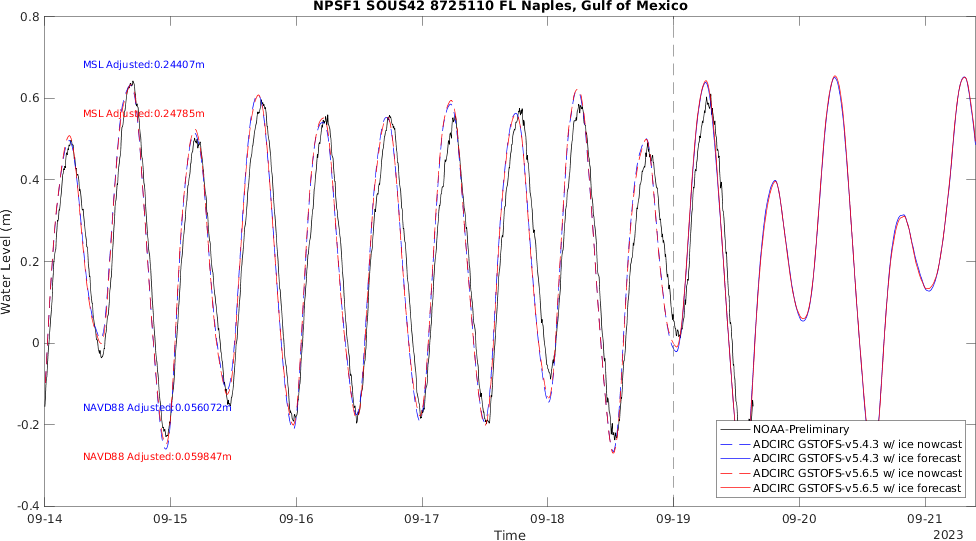 NPSF1 SOUS42 8725110 FL Naples, Gulf of Mexico
0.8
MSL Adjusted:0.24407m
0.6
MSL Adjusted:0.24785m
0.4
Water Level (m)
0.2
0
NAVD88 Adjusted:0.056072m
-0.2
NAVD88 Adjusted:0.059847m
-0.4
NOAA-Preliminary
ADCIRC GSTOFS-v5.4.3 w/ ice nowcast
ADCIRC GSTOFS-v5.4.3 w/ ice forecast
ADCIRC GSTOFS-v5.6.5 w/ ice nowcast
ADCIRC GSTOFS-v5.6.5 w/ ice forecast
09-14 09-15 09-16 09-17 09-18 09-19 09-20 09-21
Time
2023